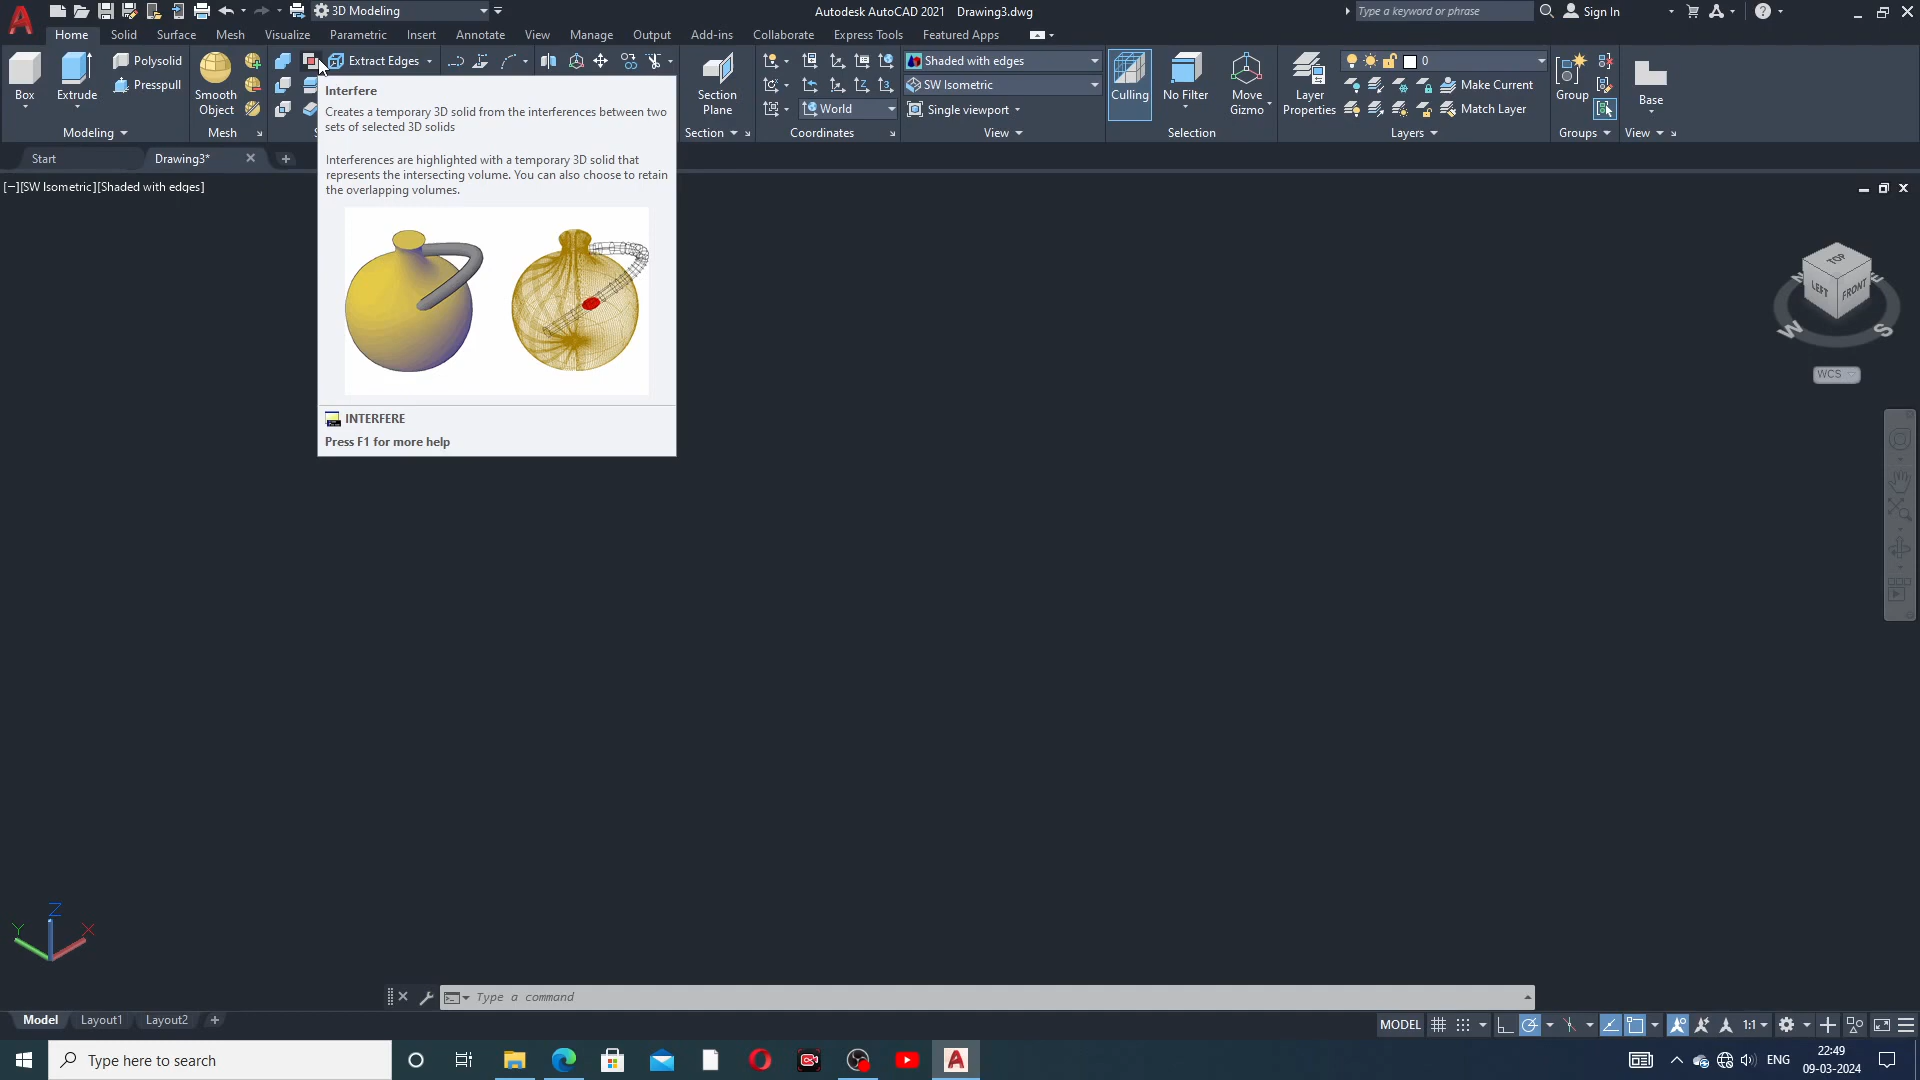 3D Modeling
Autodesk AutoCAD 2021 Drawing3.dwg
Type a keyword or phrase
Sign In
Home Solid Surface Mesh Visualize Parametric Insert Annotate View Manage Output Add-ins Collaborate Express Tools Featured Apps
Box
Extrude
Polysolid
Presspull
Modeling
Smooth
Object
Mesh
Extract Edges
Section
Plane
Section
World
Coordinates
Shaded with edges
SW Isometric
Single viewport
View
Culling
No Filter
Move
Gizmo
Selection
Layer
Properties
0
Make Current
Match Layer
Layers
Group
Groups
Base
View
Start
Drawing3*
[−][SW Isometric][Shaded with edges]
Interfere
Creates a temporary 3D solid from the interferences between two
sets of selected 3D solids
Interferences are highlighted with a temporary 3D solid that
represents the intersecting volume. You can also choose to retain
the overlapping volumes.
INTERFERE
Press F1 for more help
TOP
LEFT
FRONT
N
E
W
S
WCS
Z
Y
X
Type a command
Model Layout1 Layout2
MODEL
1:1
Type here to search
ENG
22:49
09-03-2024